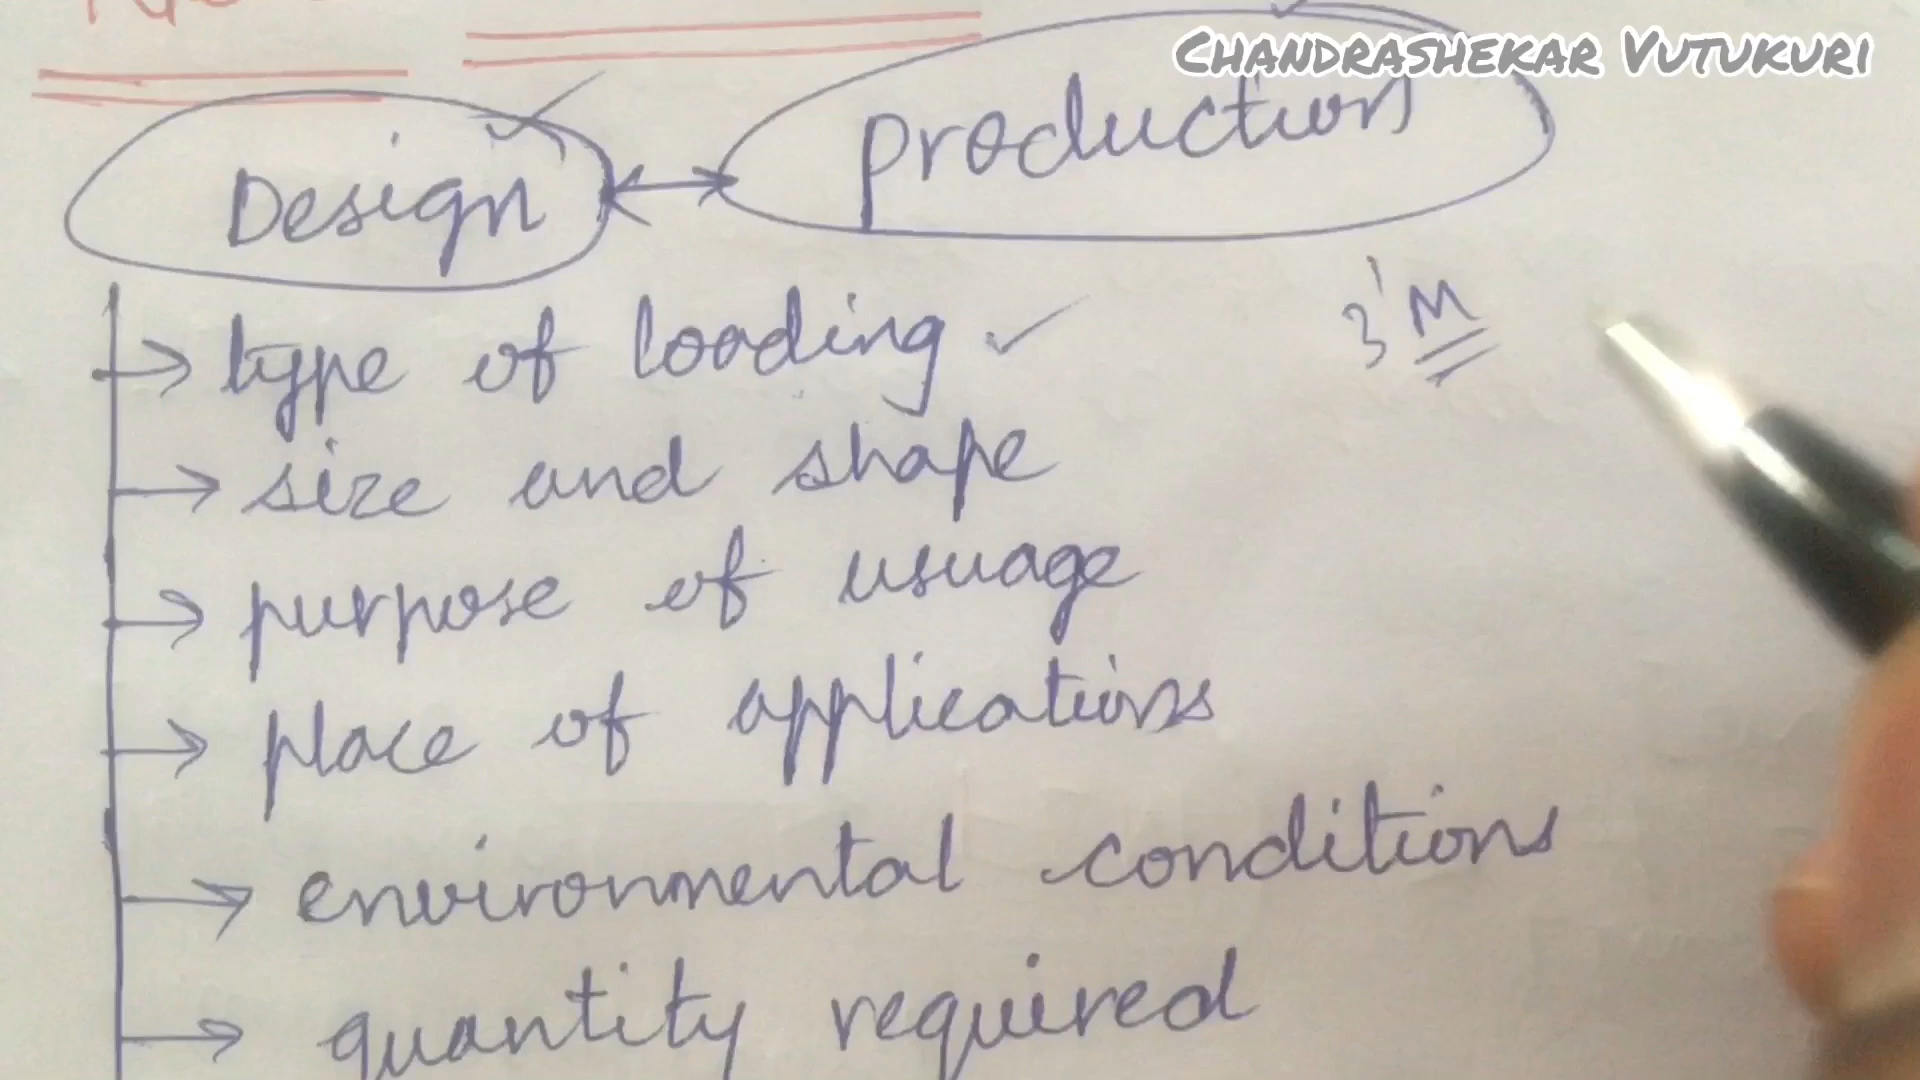 CHANDRASHEKAR VUTUKURI
Design ↔ production
3'M
→ type of loading ✓
→ size and shape
→ purpose of usuage
→ place of applications
→ environmental conditions
→ quantity required